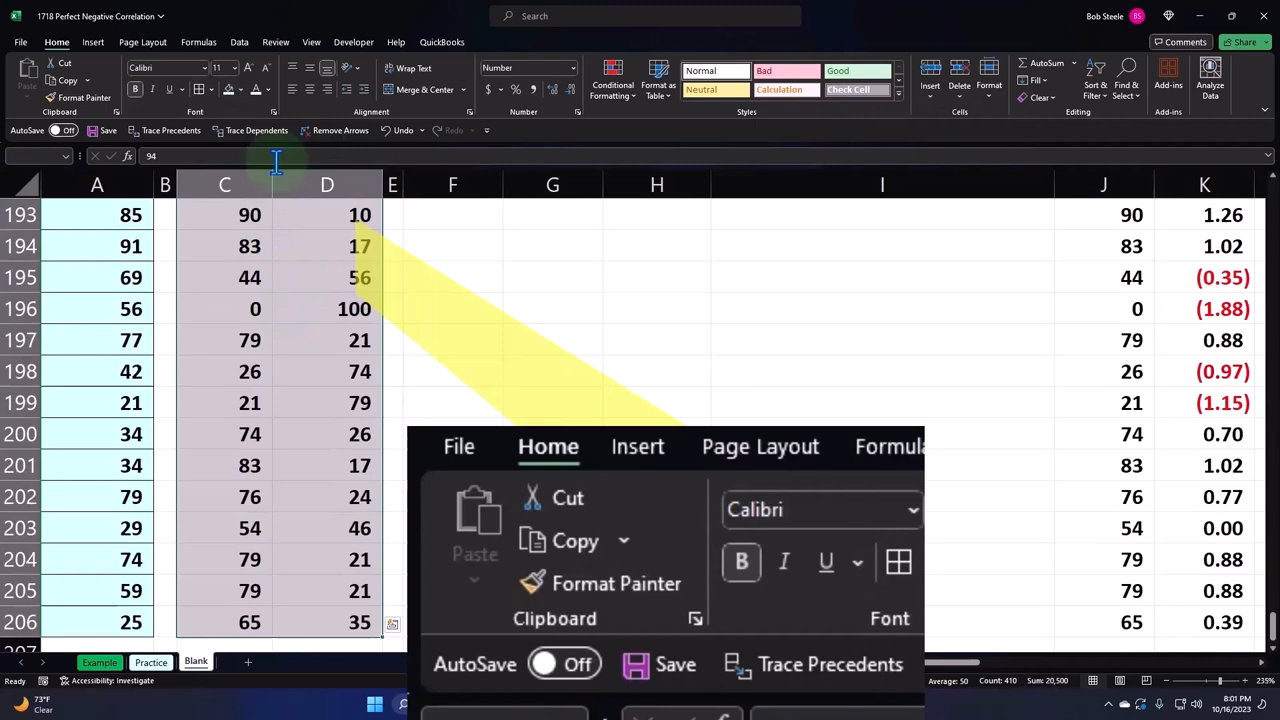 1718 Perfect Negative Correlation
Search
Bob Steele BS
File Home Insert Page Layout Formulas Data Review View Developer Help QuickBooks
Comments Share
Cut
Copy
Paste
Format Painter
Calibri 11
B I U
Wrap Text
Merge & Center
Number
$ % 9
Conditional Formatting
Format as Table
Normal Bad Good
Neutral Calculation Check Cell
Insert Delete Format
AutoSum
Fill
Clear
Sort & Filter
Find & Select
Add-ins
Analyze Data
Clipboard Font Alignment Number Styles Cells Editing Add-ins
AutoSave Off Save Trace Precedents Trace Dependents Remove Arrows Undo Redo
fx 94
A B C D E F G H I J K
193 85 90 10 90 1.26
194 91 83 17 83 1.02
195 69 44 56 44 (0.35)
196 56 0 100 0 (1.88)
197 77 79 21 79 0.88
198 42 26 74 26 (0.97)
199 21 21 79 21 (1.15)
200 34 74 26 74 0.70
201 34 83 17 83 1.02
202 79 76 24 76 0.77
203 29 54 46 54 0.00
204 74 79 21 79 0.88
205 59 79 21 79 0.88
206 25 65 35 65 0.39
207
File Home Insert Page Layout Formula
Cut
Calibri
Copy
Paste
B I U
Format Painter
Clipboard Font
AutoSave Off Save Trace Precedents
Example Practice Blank
Ready Accessibility: Investigate
Average: 50 Count: 410 Sum: 20,500 235%
73°F
Clear
8:01 PM
10/16/2023